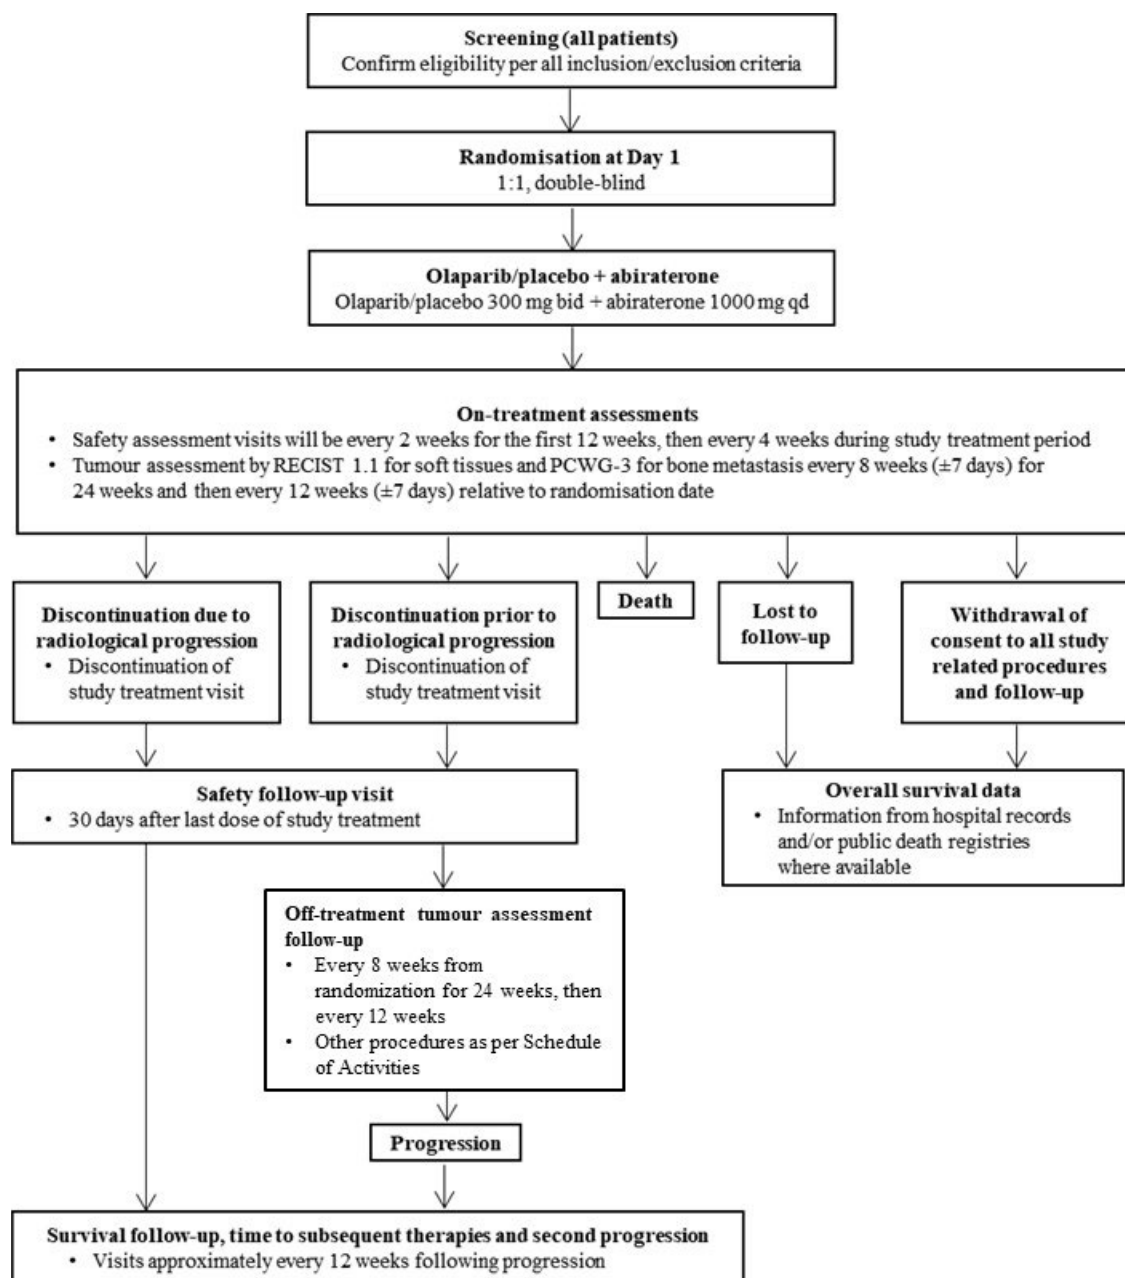 Screening (all patients)
Confirm eligibility per all inclusion/exclusion criteria
Randomisation at Day 1
1:1, double-blind
Olaparib/placebo + abiraterone
Olaparib/placebo 300 mg bid + abiraterone 1000 mg qd
On-treatment assessments
• Safety assessment visits will be every 2 weeks for the first 12 weeks, then every 4 weeks during study treatment period
• Tumour assessment by RECIST 1.1 for soft tissues and PCWG-3 for bone metastasis every 8 weeks (±7 days) for
24 weeks and then every 12 weeks (±7 days) relative to randomisation date
Discontinuation due to
radiological progression
• Discontinuation of
study treatment visit
Discontinuation prior to
radiological progression
• Discontinuation of
study treatment visit
Death
Lost to
follow-up
Withdrawal of
consent to all study
related procedures
and follow-up
Safety follow-up visit
• 30 days after last dose of study treatment
Overall survival data
• Information from hospital records
and/or public death registries
where available
Off-treatment tumour assessment
follow-up
• Every 8 weeks from
randomization for 24 weeks, then
every 12 weeks
• Other procedures as per Schedule
of Activities
Progression
Survival follow-up, time to subsequent therapies and second progression
• Visits approximately every 12 weeks following progression